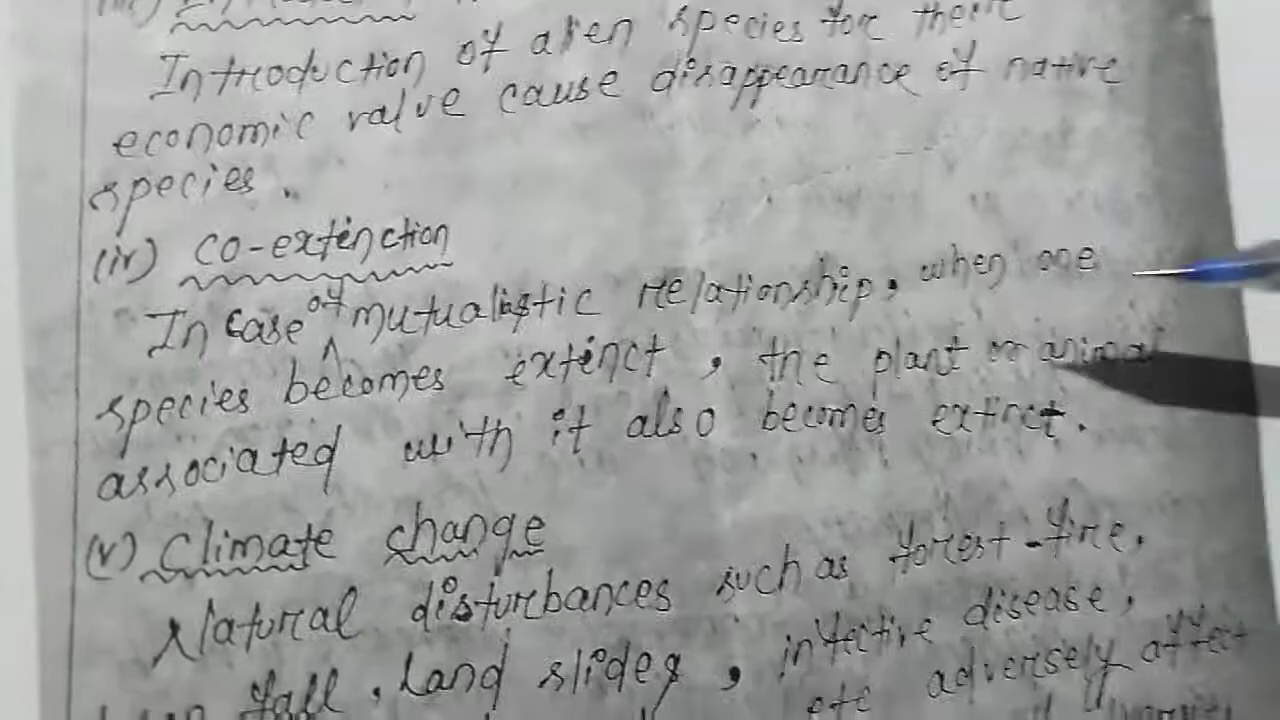 (iii)
Introduction of alien species for their
economic value cause disappearance of native
species.
(iv) co-extinction
In case of mutualistic relationship, when one
species becomes extinct, the plant or animal
associated with it also becomes extinct.
(v) Climate change
Natural disturbances such as forest-fire,
fall, Land slides, infective disease,
etc adversely affect